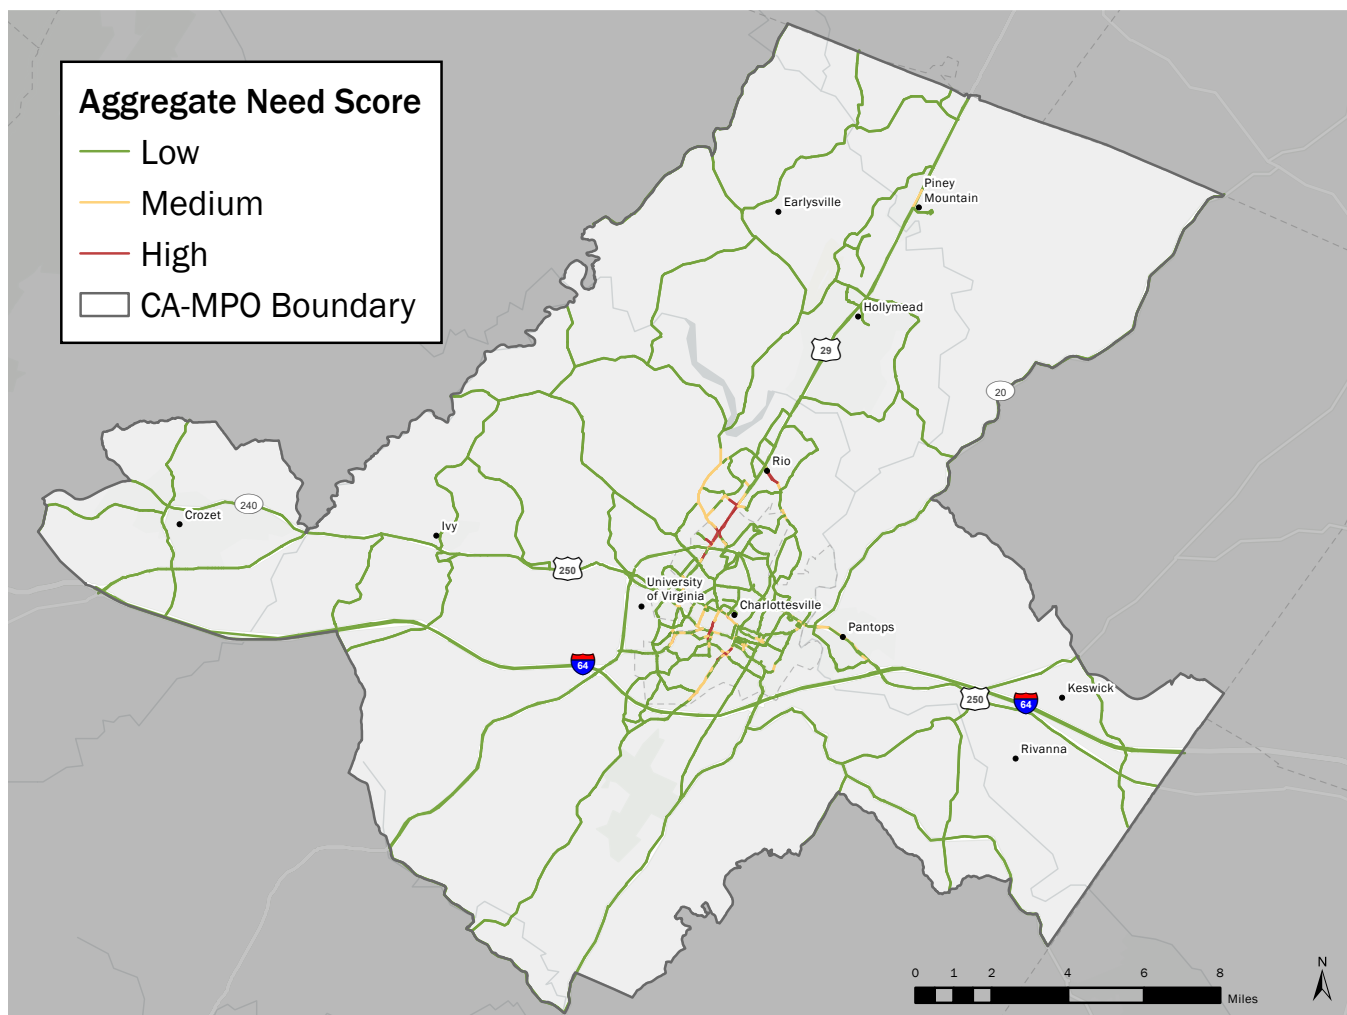 Aggregate Need Score
Low
Medium
High
CA-MPO Boundary
Piney
Mountain
Earlysville
Hollymead
29
20
Rio
Crozet
240
Ivy
250
University
of Virginia
Charlottesville
Pantops
64
Keswick
250
64
Rivanna
N
0 1 2 4 6 8
Miles